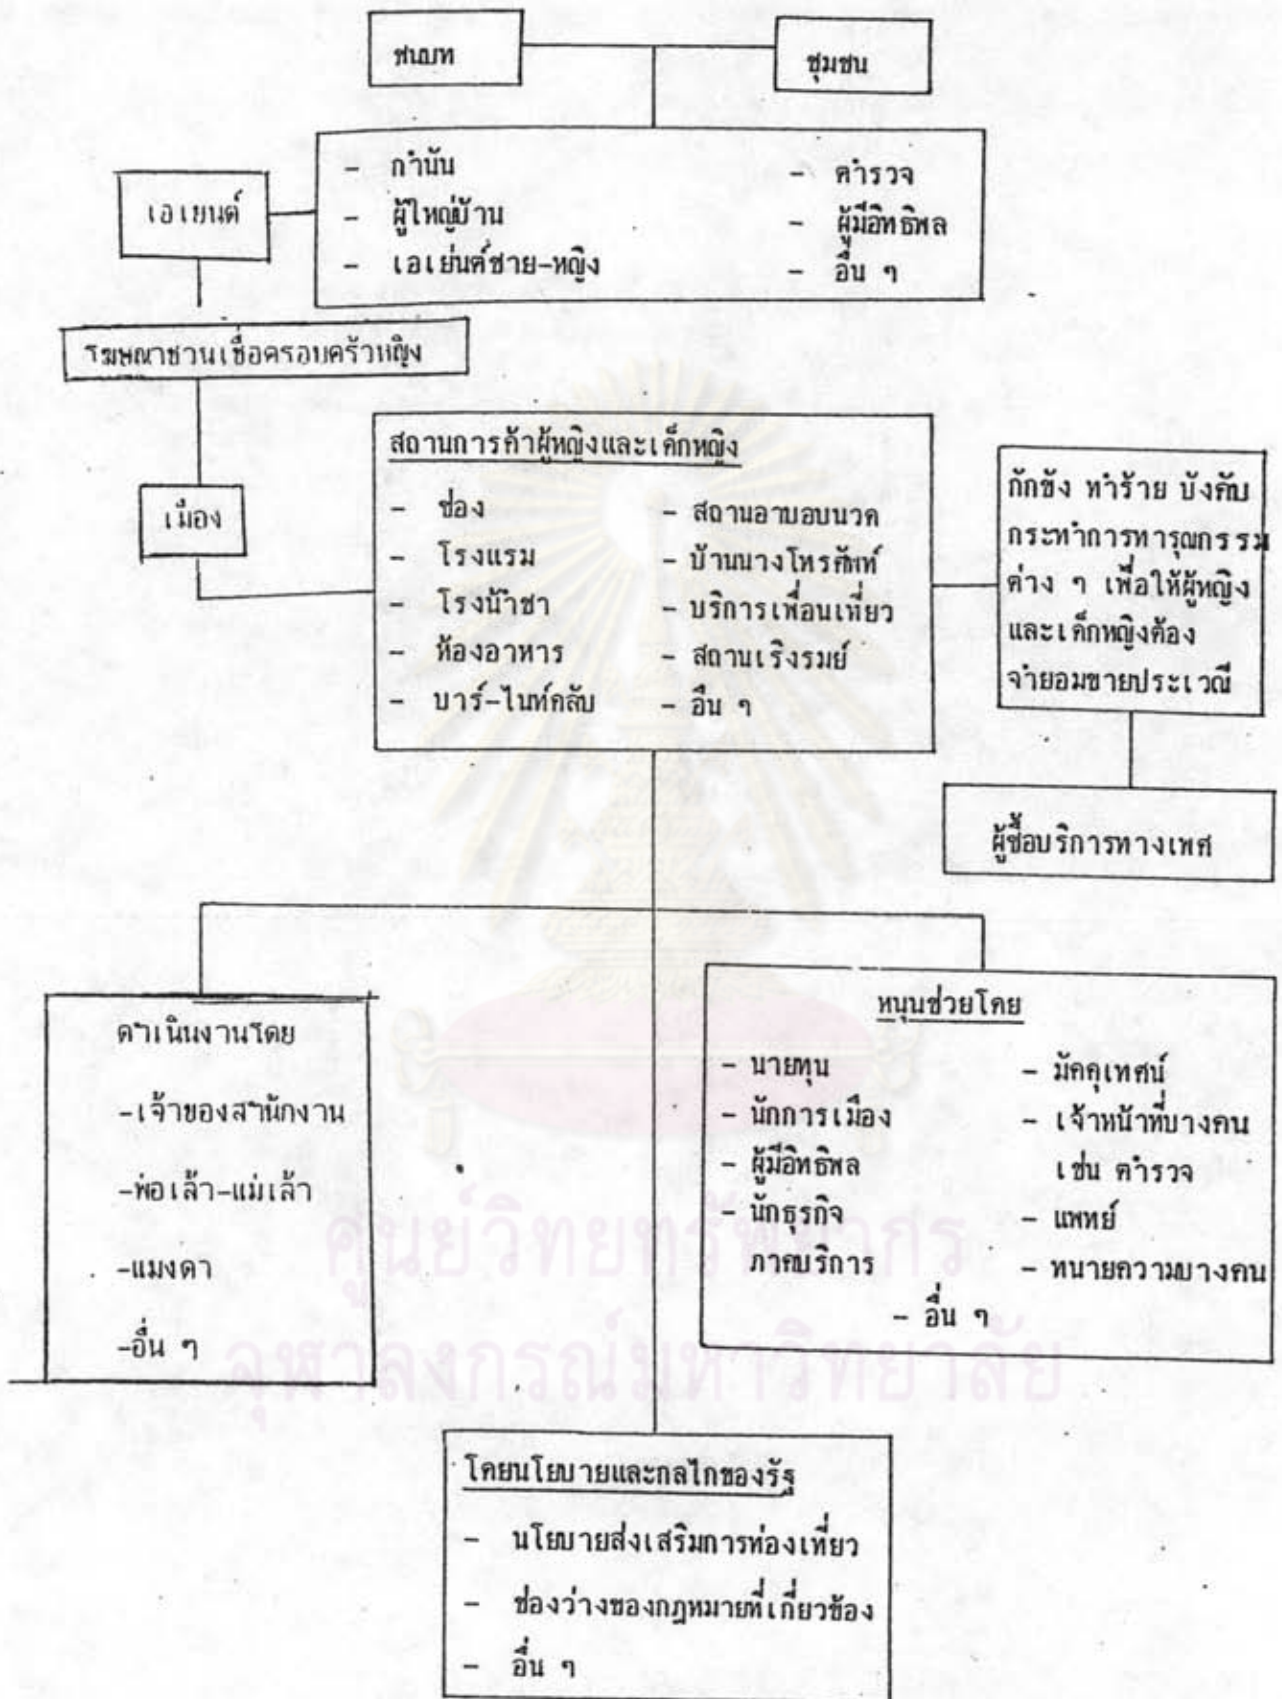 ชนบท
ชุมชน
เอเยนต์
- กำนัน
- ผู้ใหญ่บ้าน
- เอเย่นต์ชาย-หญิง
- ตำรวจ
- ผู้มีอิทธิพล
- อื่น ๆ
โฆษณาชวนเชื่อครอบครัวหญิง
เมือง
สถานการค้าผู้หญิงและเด็กหญิง
- ซ่อง
- โรงแรม
- โรงน้ำชา
- ห้องอาหาร
- บาร์-ไนท์คลับ
- สถานอาบอบนวด
- บ้านนางโทรศัพท์
- บริการเพื่อนเที่ยว
- สถานเริงรมย์
- อื่น ๆ
กักขัง ทำร้าย บังคับ
กระทำการทารุณกรรม
ต่าง ๆ เพื่อให้ผู้หญิง
และเด็กหญิงต้อง
จำยอมขายประเวณี
ผู้ซื้อบริการทางเพศ
ดำเนินงานโดย
-เจ้าของสำนักงาน
-พ่อเล้า-แม่เล้า
-แมงดา
-อื่น ๆ
หนุนช่วยโดย
- นายทุน
- นักการเมือง
- ผู้มีอิทธิพล
- นักธุรกิจ
ภาคบริการ
- มัคคุเทศน์
- เจ้าหน้าที่บางคน
เช่น ตำรวจ
- แพทย์
- ทนายความบางคน
- อื่น ๆ
ศูนย์วิทยทรัพยากร
จุฬาลงกรณ์มหาวิทยาลัย
โดยนโยบายและกลไกของรัฐ
- นโยบายส่งเสริมการท่องเที่ยว
- ช่องว่างของกฎหมายที่เกี่ยวข้อง
- อื่น ๆ